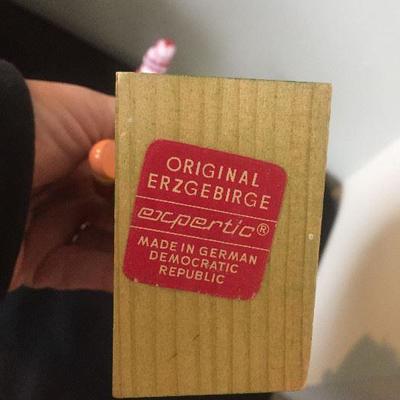 ORIGINAL
ERZGEBIRGE
expertic®
MADE IN GERMAN
DEMOCRATIC
REPUBLIC